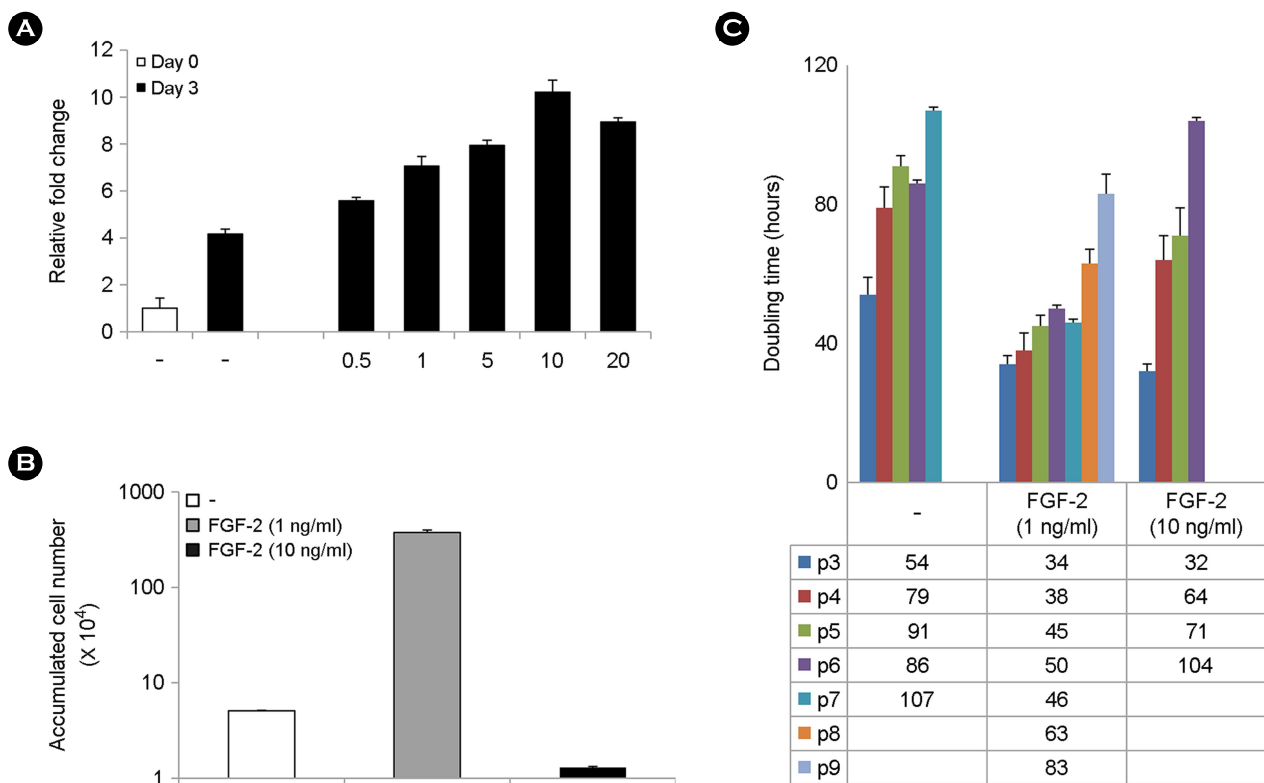 A
Relative fold change
12
10
8
6
4
2
0
Day 0
Day 3
- - 0.5 1 5 10 20
B
Accumulated cell number
(X 10⁴)
1000
100
10
1
-
FGF-2 (1 ng/ml)
FGF-2 (10 ng/ml)
C
Doubling time (hours)
120
80
40
0
- FGF-2 FGF-2
(1 ng/ml) (10 ng/ml)
p3 54 34 32
p4 79 38 64
p5 91 45 71
p6 86 50 104
p7 107 46
p8 63
p9 83